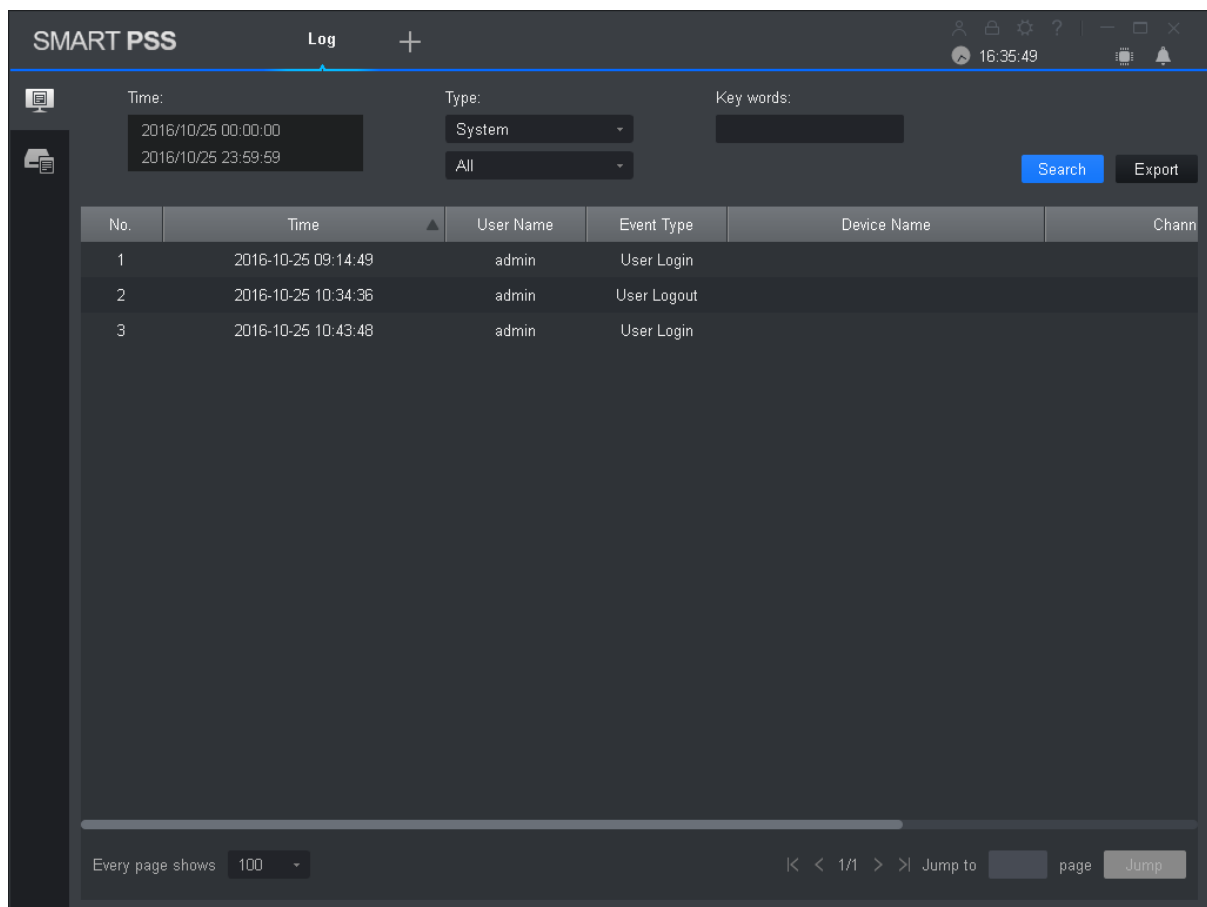 SMART PSS Log
16:35:49
Time: Type: Key words:
2016/10/25 00:00:00 System
2016/10/25 23:59:59
All Search Export
No. Time User Name Event Type Device Name Chann
1 2016-10-25 09:14:49 admin User Login
2 2016-10-25 10:34:36 admin User Logout
3 2016-10-25 10:43:48 admin User Login
Every page shows 100 1/1 Jump to page Jump